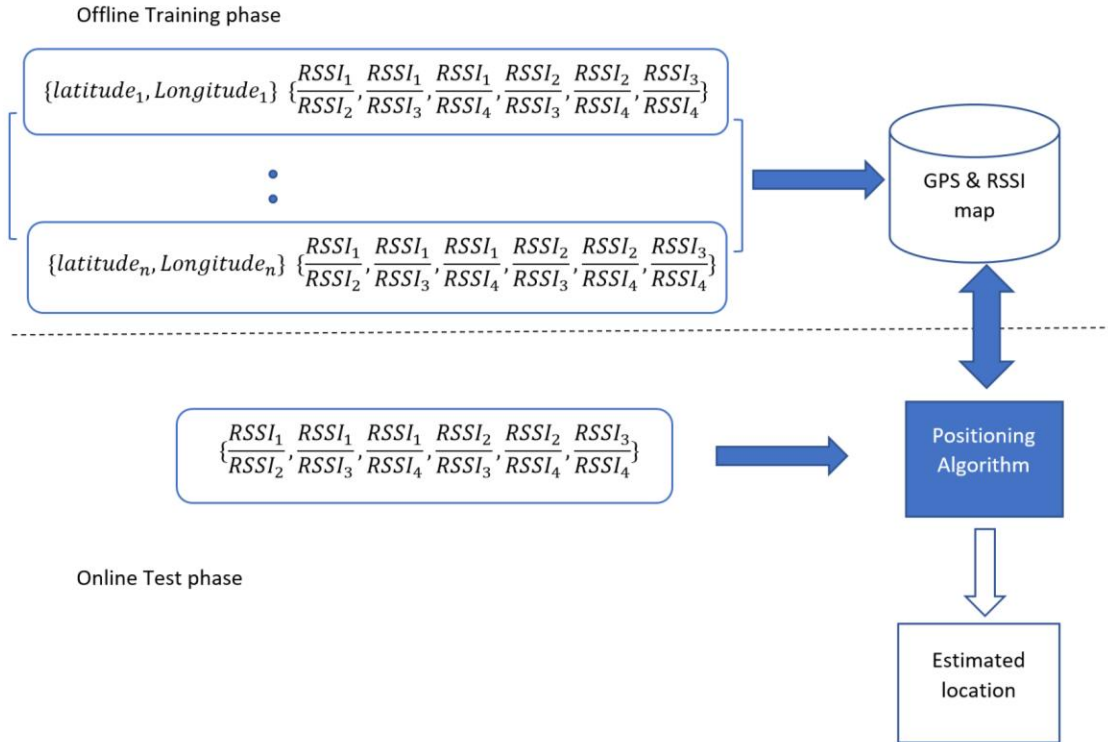 Offline Training phase
{latitude₁, Longitude₁} {RSSI₁/RSSI₂, RSSI₁/RSSI₃, RSSI₁/RSSI₄, RSSI₂/RSSI₃, RSSI₂/RSSI₄, RSSI₃/RSSI₄}
GPS & RSSI
map
{latitudeₙ, Longitudeₙ} {RSSI₁/RSSI₂, RSSI₁/RSSI₃, RSSI₁/RSSI₄, RSSI₂/RSSI₃, RSSI₂/RSSI₄, RSSI₃/RSSI₄}
{RSSI₁/RSSI₂, RSSI₁/RSSI₃, RSSI₁/RSSI₄, RSSI₂/RSSI₃, RSSI₂/RSSI₄, RSSI₃/RSSI₄}
Positioning
Algorithm
Online Test phase
Estimated
location